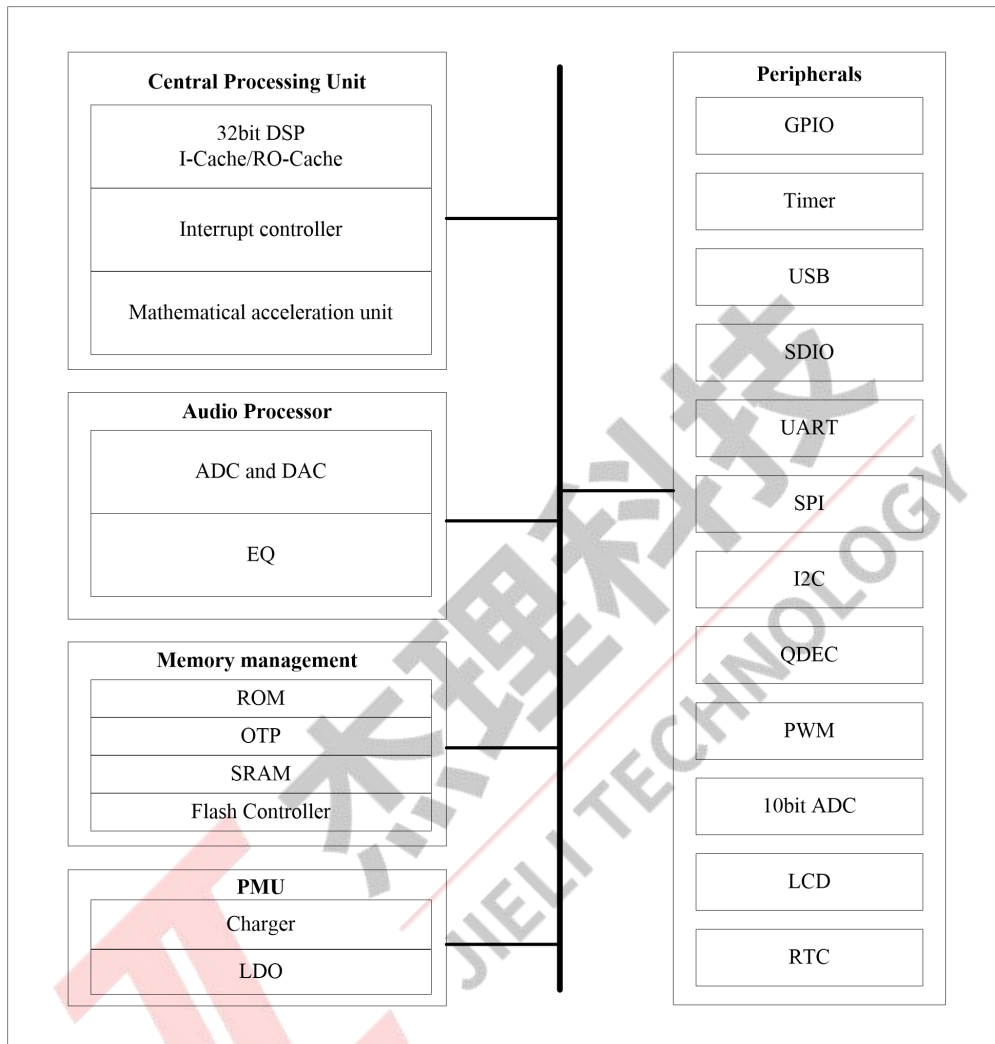 Central Processing Unit
32bit DSP
I-Cache/RO-Cache
Interrupt controller
Mathematical acceleration unit
Audio Processor
ADC and DAC
EQ
Memory management
ROM
OTP
SRAM
Flash Controller
PMU
Charger
LDO
Peripherals
GPIO
Timer
USB
SDIO
UART
SPI
I2C
QDEC
PWM
10bit ADC
LCD
RTC
杰理科技
JIELI TECHNOLOGY